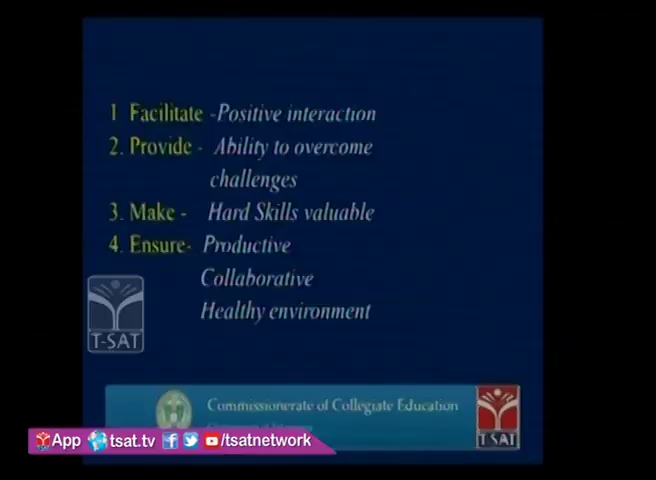 1 Facilitate -Positive interaction
2. Provide - Ability to overcome
challenges
3. Make - Hard Skills valuable
4. Ensure- Productive
Collaborative
Healthy environment
T-SAT
Commissionerate of Collegiate Education
T-SAT
App tsat.tv /tsatnetwork